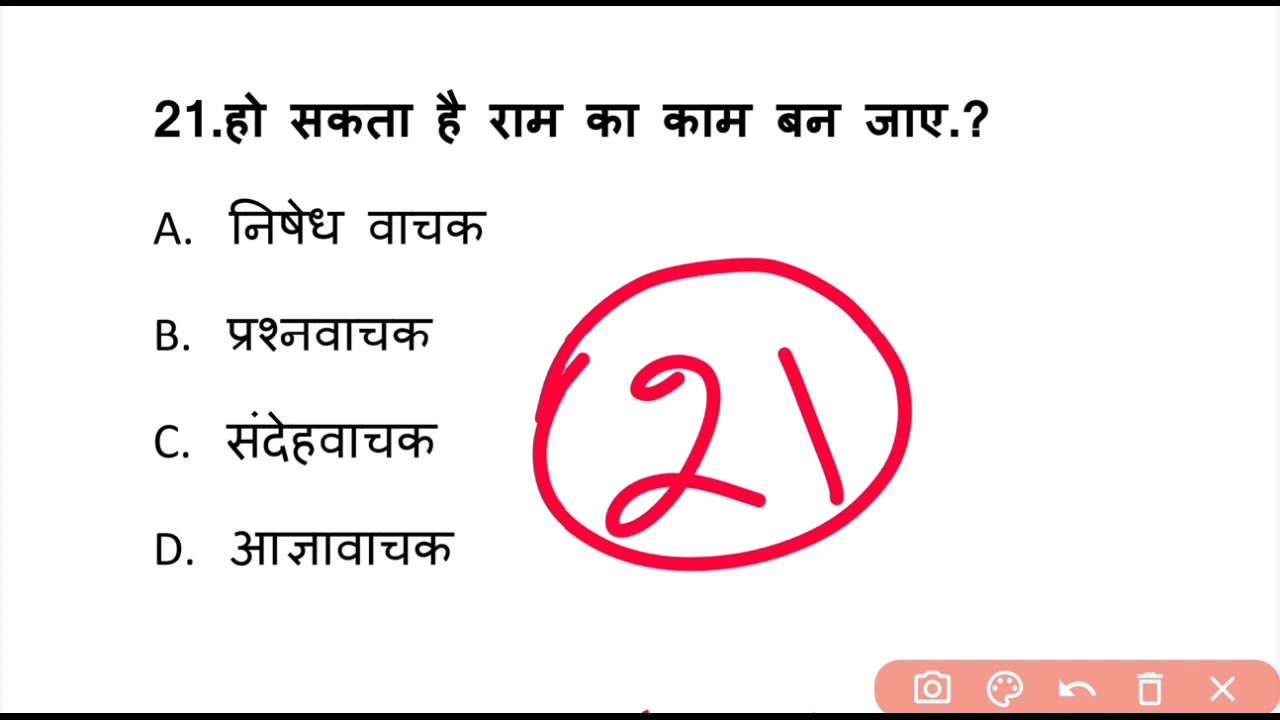 21.हो सकता है राम का काम बन जाए.?
A. निषेध वाचक
B. प्रश्नवाचक
C. संदेहवाचक
21
D. आज्ञावाचक